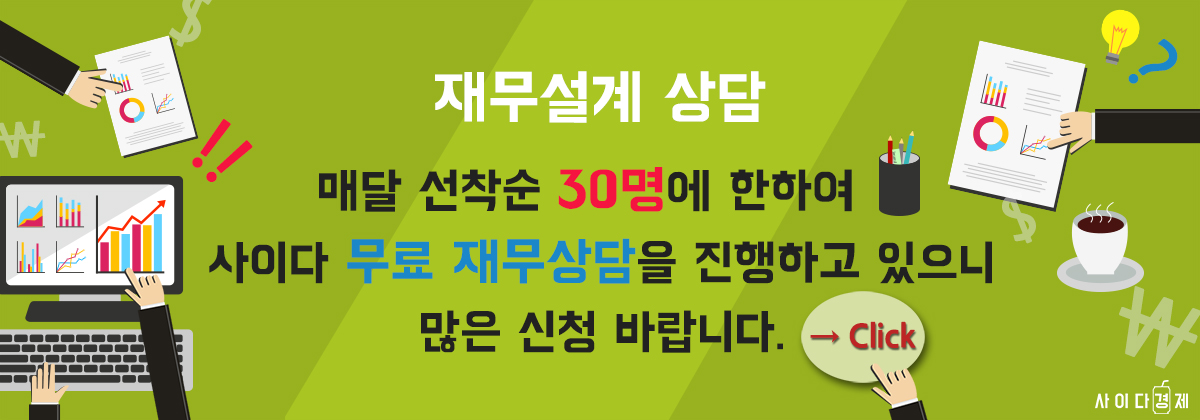 재무설계 상담
매달 선착순 30명에 한하여
사이다 무료 재무상담을 진행하고 있으니
많은 신청 바랍니다.
→ Click
사이다경제